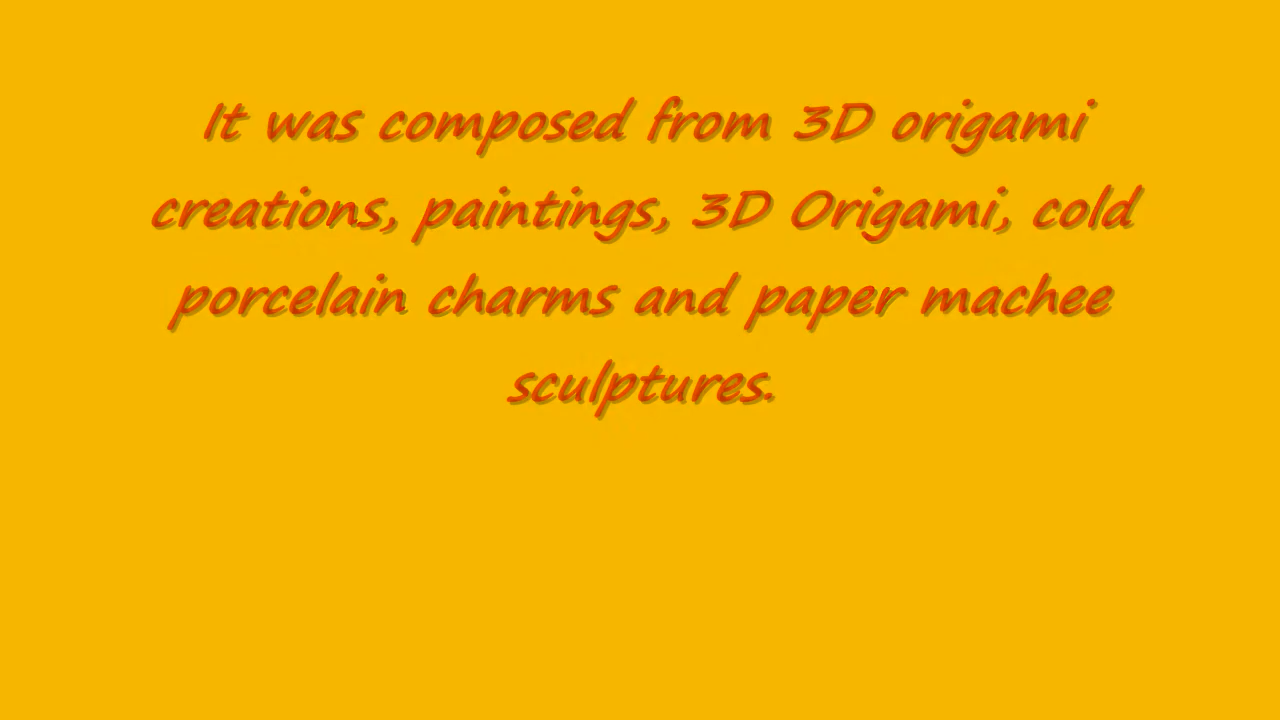 It was composed from 3D origami
creations, paintings, 3D Origami, cold
porcelain charms and paper machee
sculptures.